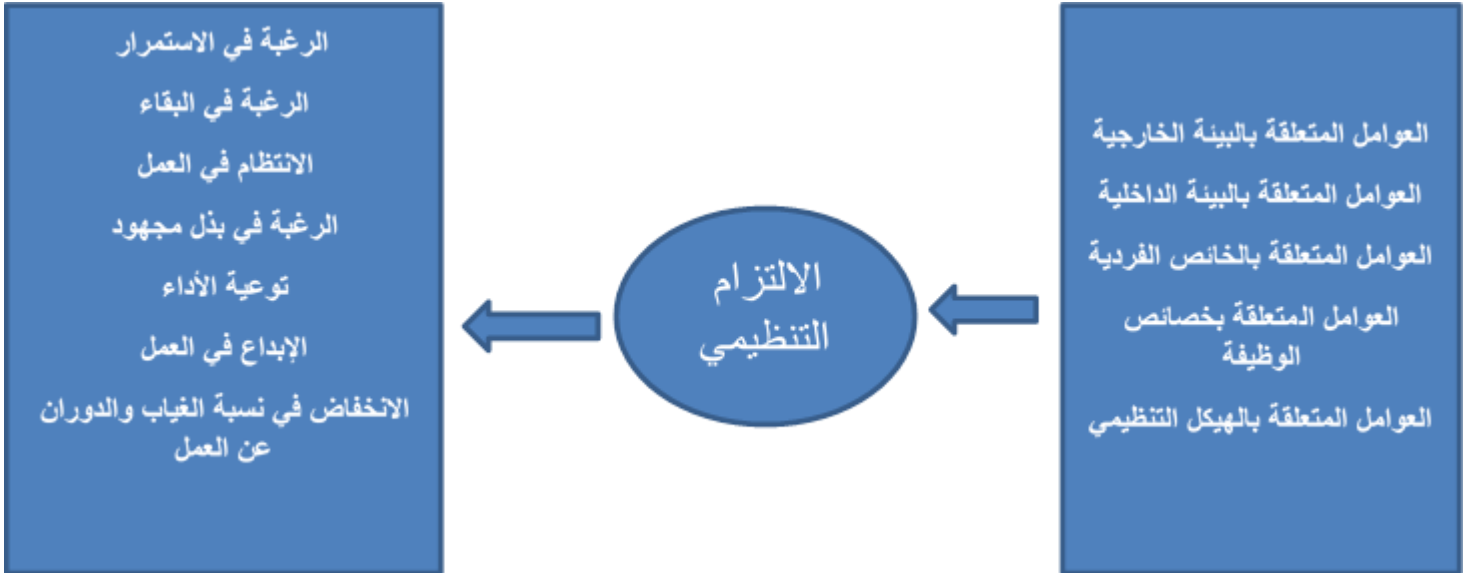 العوامل المتعلقة بالبيئة الخارجية
العوامل المتعلقة بالبيئة الداخلية
العوامل المتعلقة بالخائص الفردية
العوامل المتعلقة بخصائص
الوظيفة
العوامل المتعلقة بالهيكل التنظيمي
الالتزام
التنظيمي
الرغبة في الاستمرار
الرغبة في البقاء
الانتظام في العمل
الرغبة في بذل مجهود
توعية الأداء
الإبداع في العمل
الانخفاض في نسبة الغياب والدوران
عن العمل